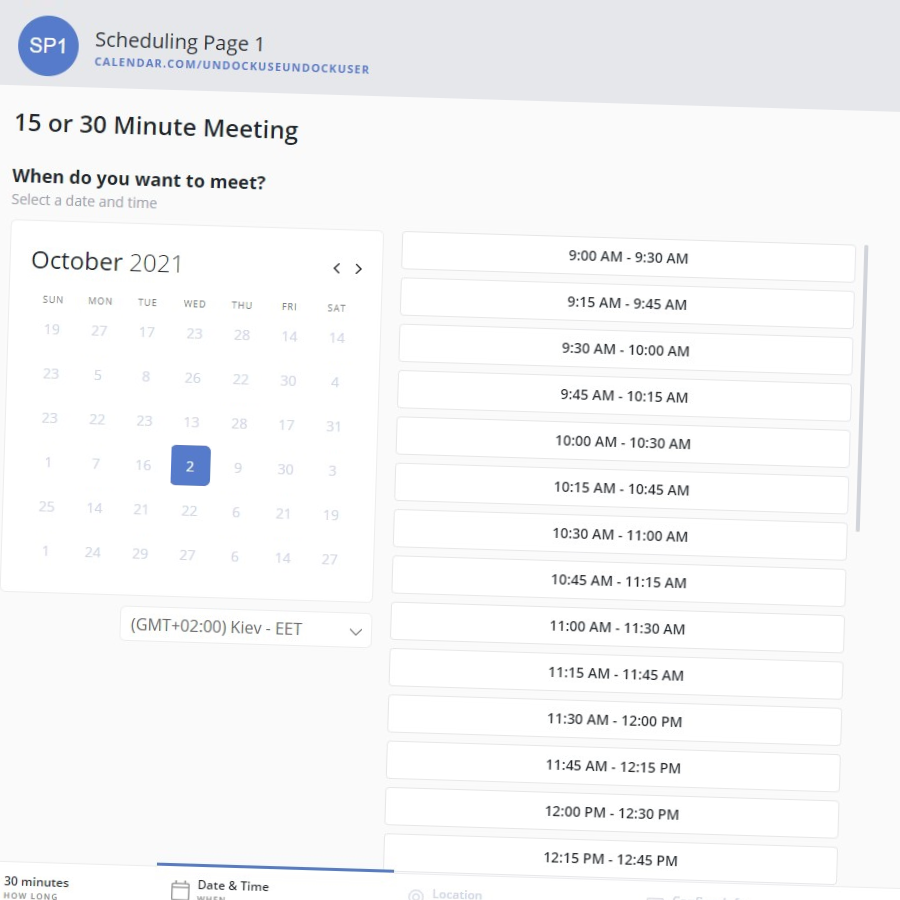 SP1
Scheduling Page 1
CALENDAR.COM/UNDOCKUSEUNDOCKUSER
15 or 30 Minute Meeting
When do you want to meet?
Select a date and time
October 2021
SUN MON TUE WED THU FRI SAT
19 27 17 23 28 14 14
23 5 8 26 22 30 4
23 22 23 13 28 17 31
1 7 16 2 9 30 3
25 14 21 22 6 21 19
1 24 29 27 6 14 27
(GMT+02:00) Kiev - EET
9:00 AM - 9:30 AM
9:15 AM - 9:45 AM
9:30 AM - 10:00 AM
9:45 AM - 10:15 AM
10:00 AM - 10:30 AM
10:15 AM - 10:45 AM
10:30 AM - 11:00 AM
10:45 AM - 11:15 AM
11:00 AM - 11:30 AM
11:15 AM - 11:45 AM
11:30 AM - 12:00 PM
11:45 AM - 12:15 PM
12:00 PM - 12:30 PM
12:15 PM - 12:45 PM
30 minutes
HOW LONG
Date & Time
WHEN
Location